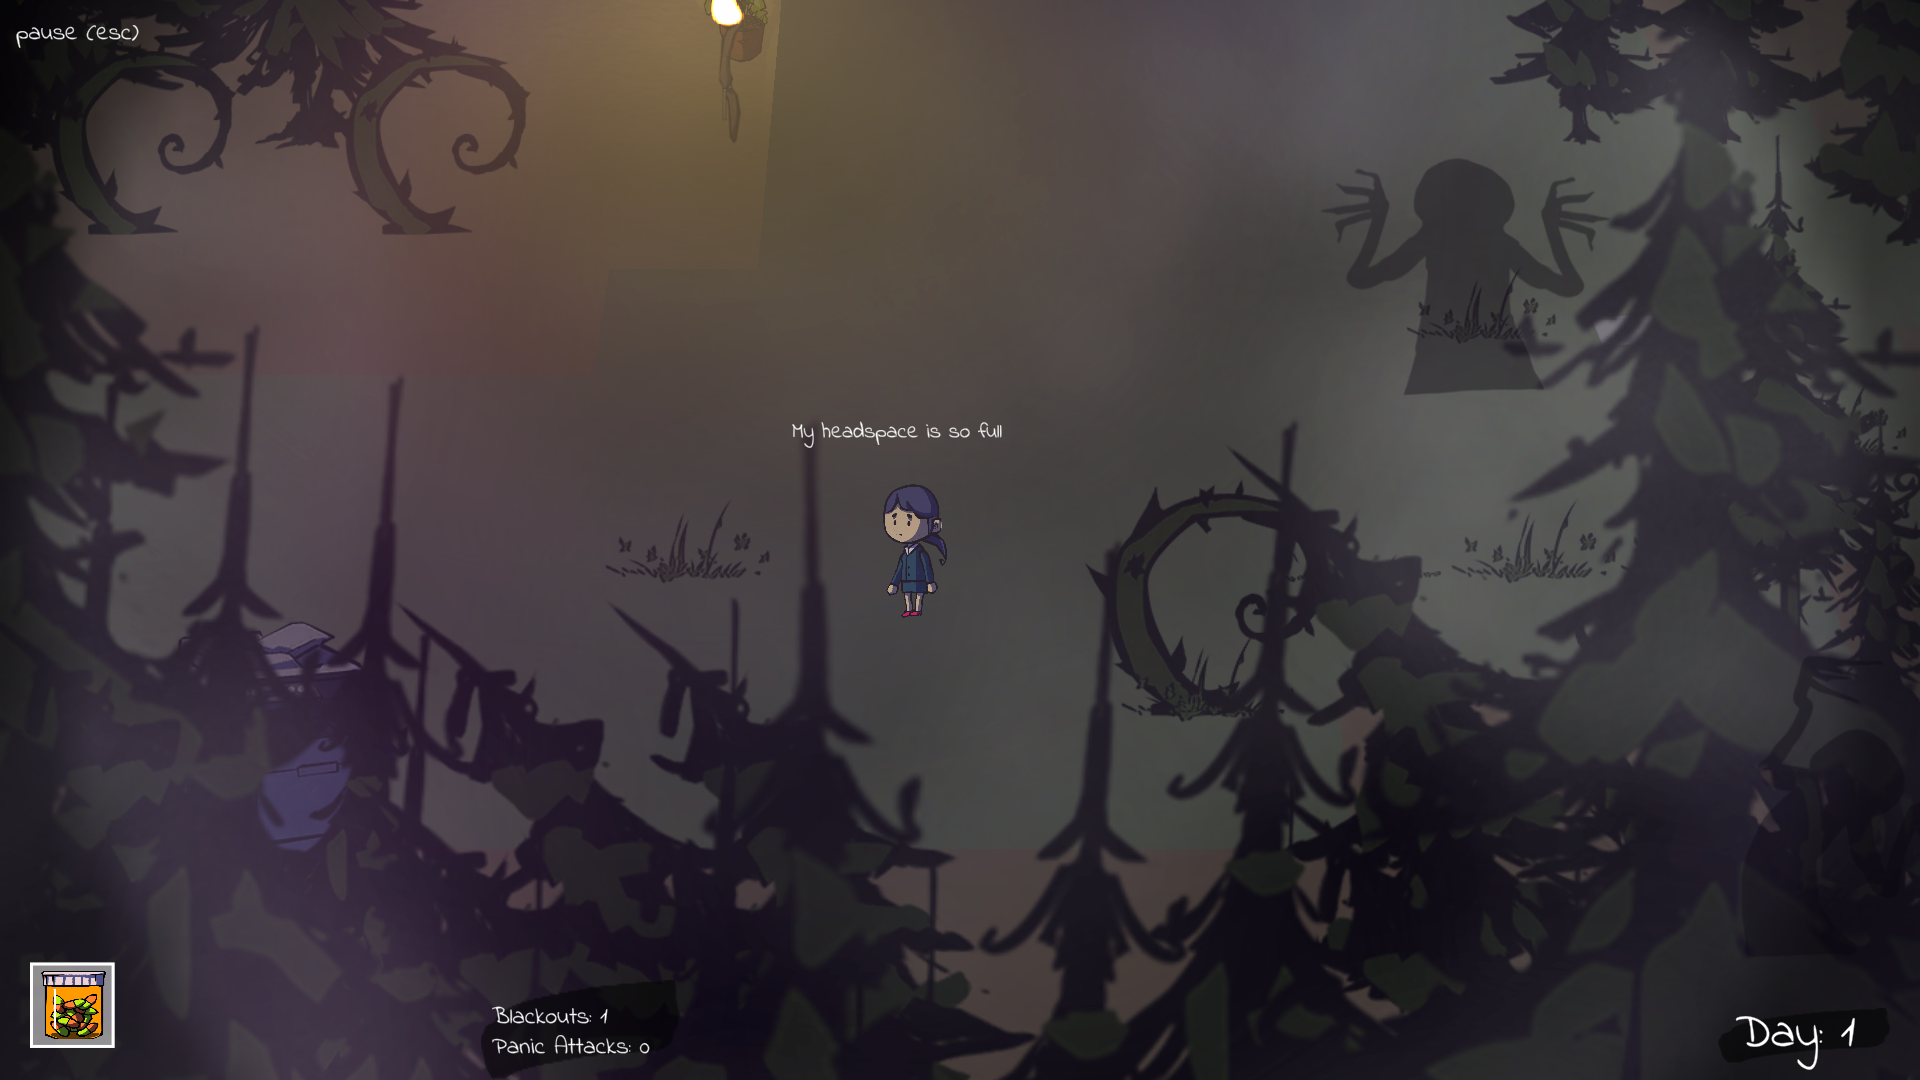 pause (esc)
My headspace is so full
Blackouts: 1
Panic Attacks: 0
Day: 1